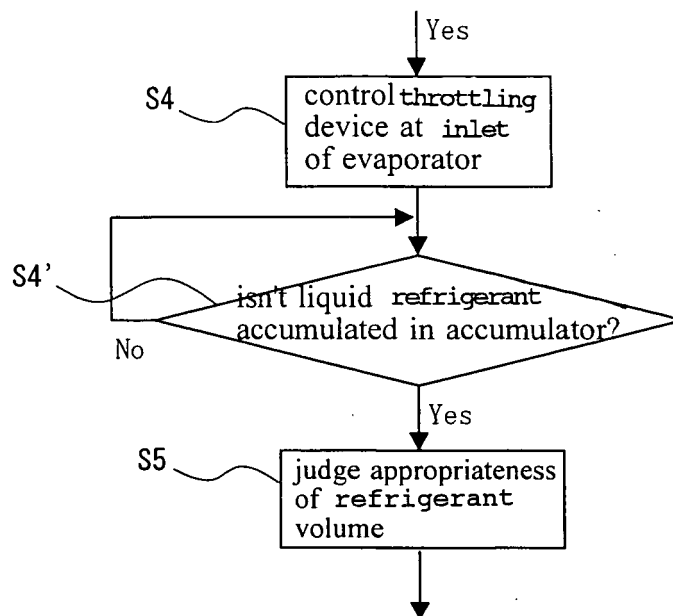 Yes
S4
control throttling
device at inlet
of evaporator
S4'
isn't liquid refrigerant
accumulated in accumulator?
No
Yes
S5
judge appropriateness
of refrigerant
volume